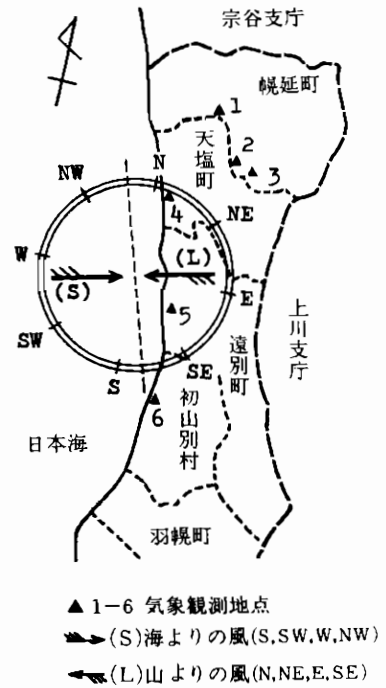 宗谷支庁
幌延町
1
天塩町
2
3
N
NW
4
NE
W
(L)
(S)
E
5
上川支庁
SW
遠別町
SE
S
初山別村
6
日本海
羽幌町
▲ 1-6 気象観測地点
(S)海よりの風(S,SW,W,NW)
(L)山よりの風(N,NE,E,SE)